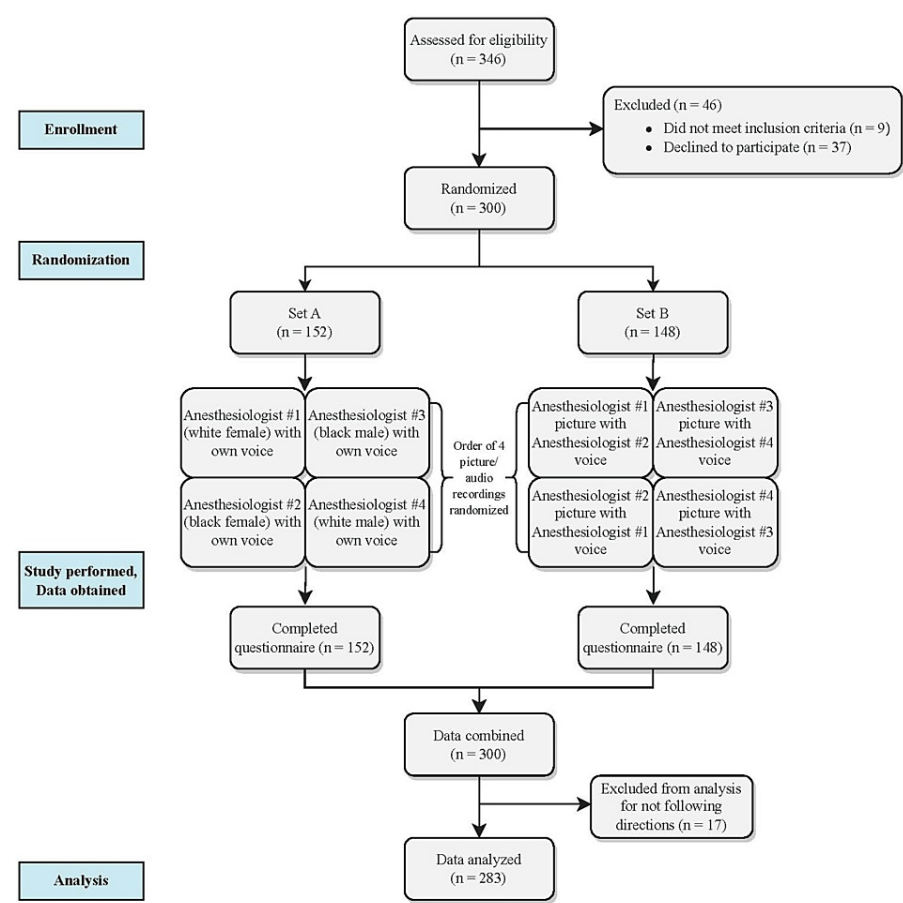 Assessed for eligibility
(n = 346)
Enrollment
Excluded (n = 46)
• Did not meet inclusion criteria (n = 9)
• Declined to participate (n = 37)
Randomized
(n = 300)
Randomization
Set A
(n = 152)
Set B
(n = 148)
Anesthesiologist #1
(white female) with
own voice
Anesthesiologist #3
(black male) with
own voice
Anesthesiologist #2
(black female) with
own voice
Anesthesiologist #4
(white male) with
own voice
Order of 4
picture/
audio
recordings
randomized
Anesthesiologist #1
picture with
Anesthesiologist #2
voice
Anesthesiologist #3
picture with
Anesthesiologist #4
voice
Anesthesiologist #2
picture with
Anesthesiologist #1
voice
Anesthesiologist #4
picture with
Anesthesiologist #3
voice
Study performed,
Data obtained
Completed
questionnaire (n = 152)
Completed
questionnaire (n = 148)
Data combined
(n = 300)
Excluded from analysis
for not following
directions (n = 17)
Data analyzed
(n = 283)
Analysis